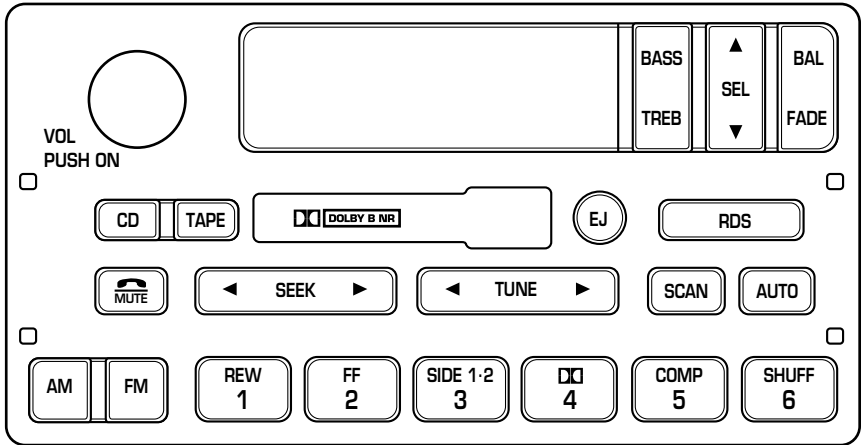 BASS
TREB
▲
SEL
▼
BAL
FADE
VOL
PUSH ON
CD
TAPE
DOLBY B NR
EJ
RDS
MUTE
◄ SEEK ►
◄ TUNE ►
SCAN
AUTO
AM
FM
REW
1
FF
2
SIDE 1·2
3
4
COMP
5
SHUFF
6